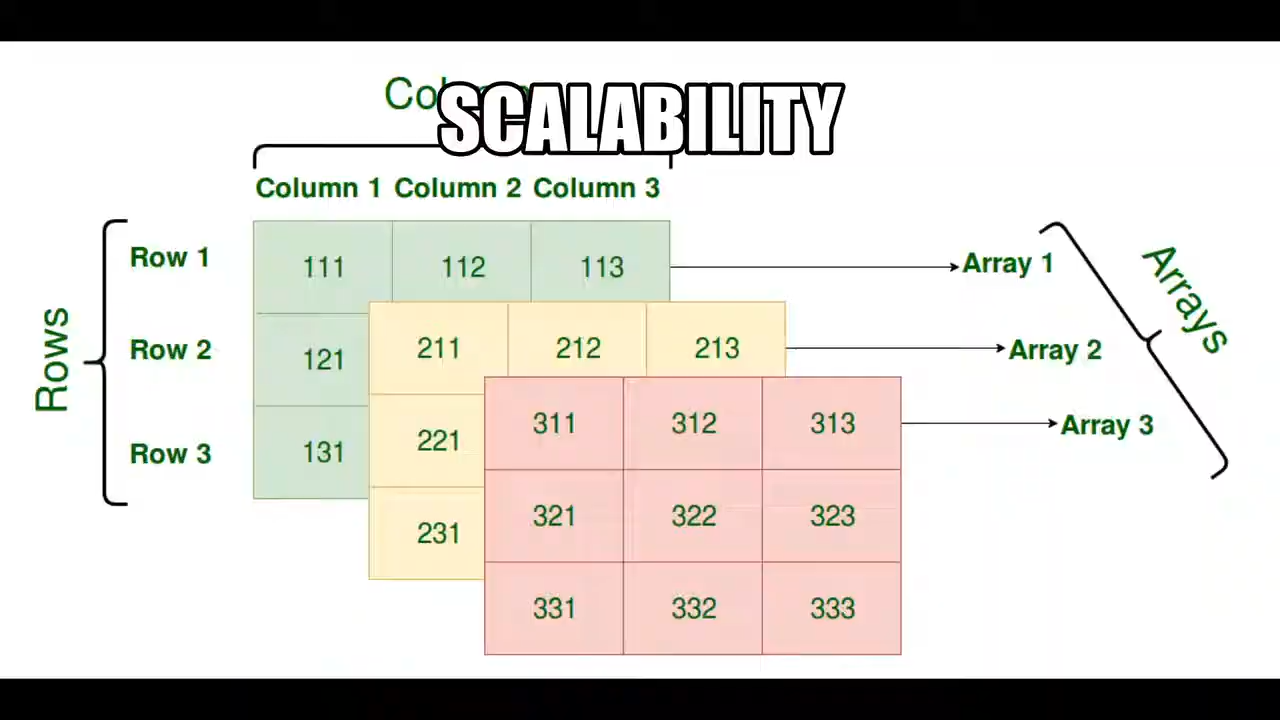 SCALABILITY
Column 1 Column 2 Column 3
Rows
Row 1
Row 2
Row 3
111 112 113
121
131
211 212 213
221
231
311 312 313
321 322 323
331 332 333
Array 1
Array 2
Array 3
Arrays